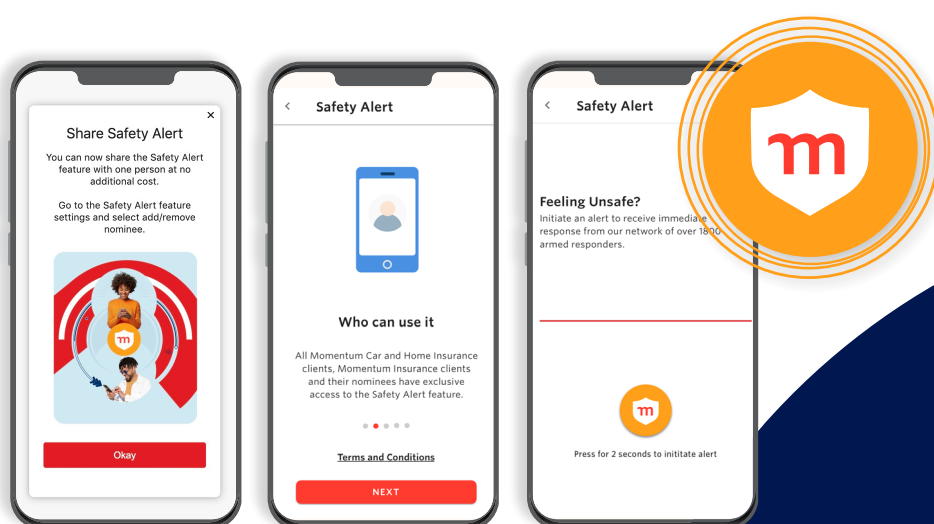 Share Safety Alert
You can now share the Safety Alert
feature with one person at no
additional cost.
Go to the Safety Alert feature
settings and select add/remove
nominee.
m
Okay
Safety Alert
Who can use it
All Momentum Car and Home Insurance
clients, Momentum Insurance clients
and their nominees have exclusive
access to the Safety Alert feature.
Terms and Conditions
NEXT
Safety Alert
Feeling Unsafe?
Initiate an alert to receive immediate
response from our network of over 1800
armed responders.
m
Press for 2 seconds to inititate alert
m